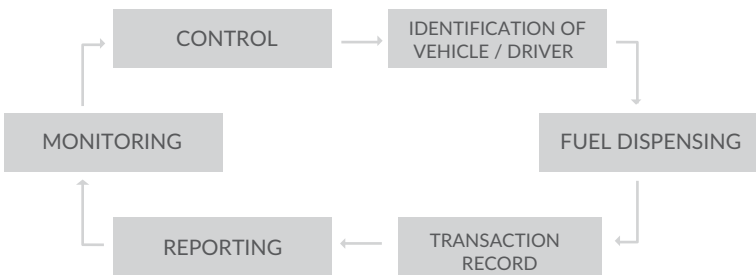 CONTROL
IDENTIFICATION OF
VEHICLE / DRIVER
MONITORING
FUEL DISPENSING
REPORTING
TRANSACTION
RECORD